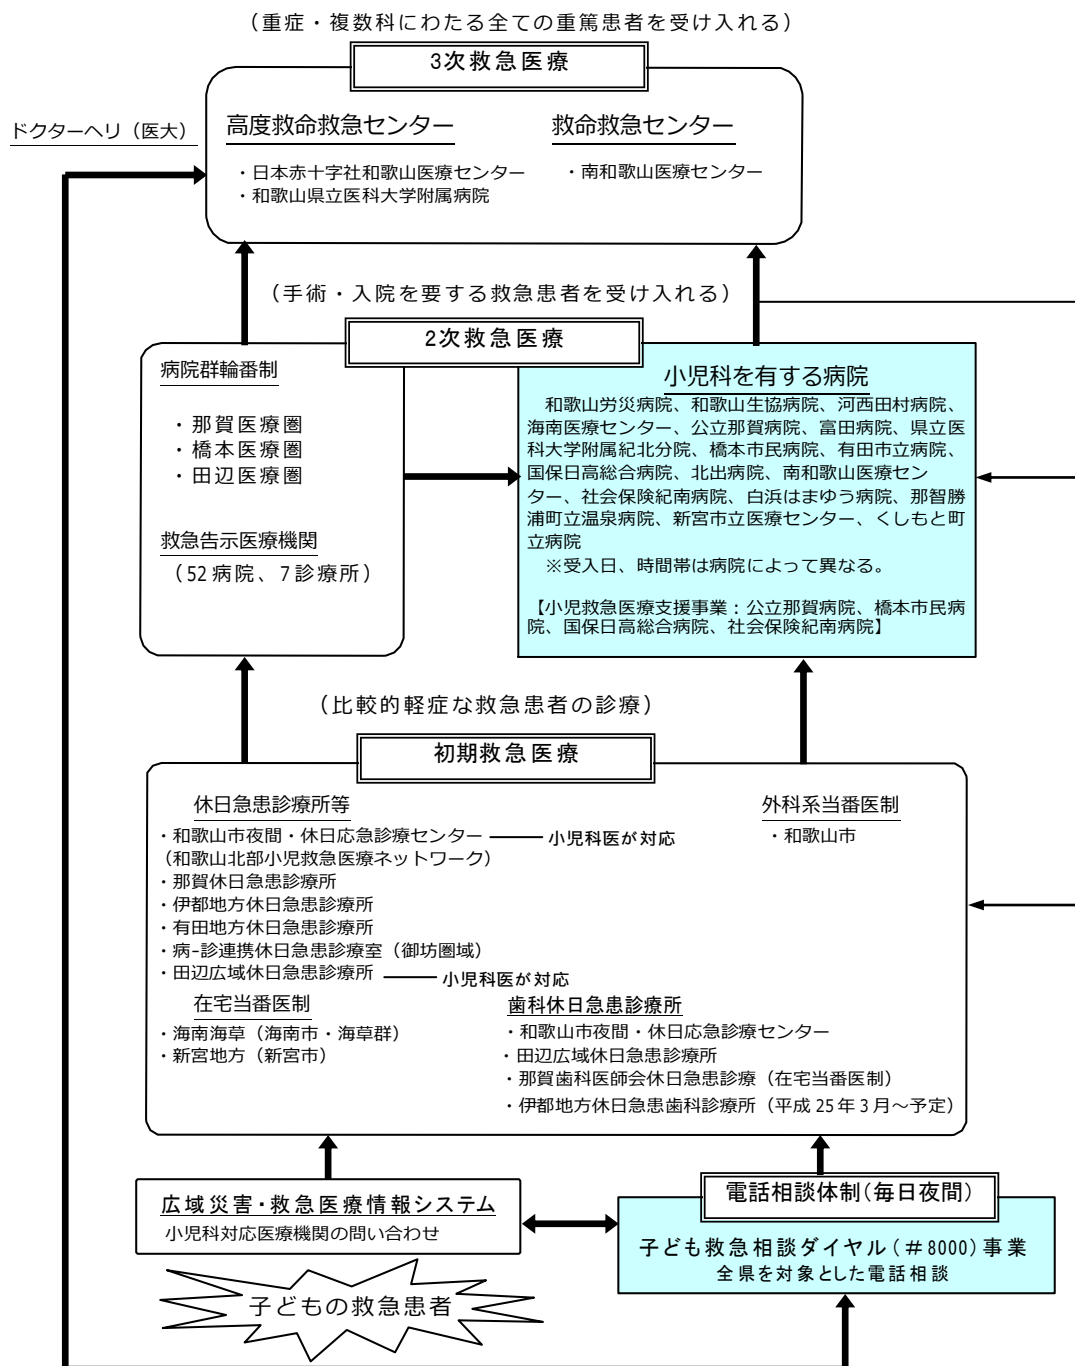 （重症・複数科にわたる全ての重篤患者を受け入れる）
3次救急医療
ドクターヘリ（医大）
高度救命救急センター
・日本赤十字社和歌山医療センター
・和歌山県立医科大学附属病院
救命救急センター
・南和歌山医療センター
（手術・入院を要する救急患者を受け入れる）
2次救急医療
病院群輪番制
・那賀医療圏
・橋本医療圏
・田辺医療圏
救急告示医療機関
（52病院、7診療所）
小児科を有する病院
和歌山労災病院、和歌山生協病院、河西田村病院、
海南医療センター、公立那賀病院、富田病院、県立医
科大学附属紀北分院、橋本市民病院、有田市立病院、
国保日高総合病院、北出病院、南和歌山医療セン
ター、社会保険紀南病院、白浜はまゆう病院、那智勝
浦町立温泉病院、新宮市立医療センター、くしもと町
立病院
※受入日、時間帯は病院によって異なる。
【小児救急医療支援事業：公立那賀病院、橋本市民病
院、国保日高総合病院、社会保険紀南病院】
（比較的軽症な救急患者の診療）
初期救急医療
休日急患診療所等
・和歌山市夜間・休日応急診療センター
小児科医が対応
（和歌山北部小児救急医療ネットワーク）
・那賀休日急患診療所
・伊都地方休日急患診療所
・有田地方休日急患診療所
・病-診連携休日急患診療室（御坊圏域）
・田辺広域休日急患診療所
小児科医が対応
外科系当番医制
・和歌山市
在宅当番医制
・海南海草（海南市・海草群）
・新宮地方（新宮市）
歯科休日急患診療所
・和歌山市夜間・休日応急診療センター
・田辺広域休日急患診療所
・那賀歯科医師会休日急患診療（在宅当番医制）
・伊都地方休日急患歯科診療所（平成25年3月～予定）
広域災害・救急医療情報システム
小児科対応医療機関の問い合わせ
電話相談体制（毎日夜間）
子ども救急相談ダイヤル（＃8000）事業
全県を対象とした電話相談
子どもの救急患者